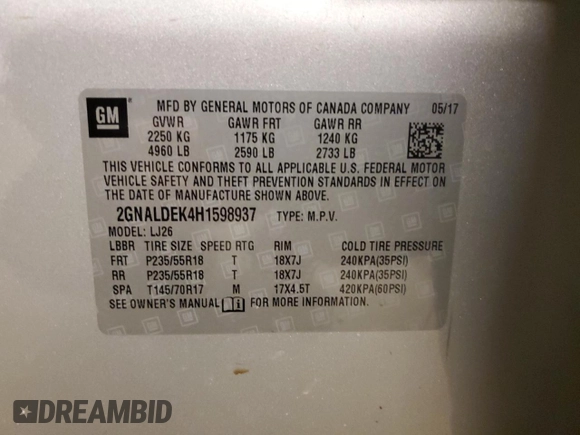 GM
MFD BY GENERAL MOTORS OF CANADA COMPANY 05/17
GVWR GAWR FRT GAWR RR
2250 KG 1175 KG 1240 KG
4960 LB 2590 LB 2733 LB
THIS VEHICLE CONFORMS TO ALL APPLICABLE U.S. FEDERAL MOTOR
VEHICLE SAFETY AND THEFT PREVENTION STANDARDS IN EFFECT ON
THE DATE OF MANUFACTURE SHOWN ABOVE.
2GNALDEK4H1598937 TYPE: M.P.V.
MODEL: LJ26
LBBR TIRE SIZE SPEED RTG RIM COLD TIRE PRESSURE
FRT P235/55R18 T 18X7J 240KPA(35PSI)
RR P235/55R18 T 18X7J 240KPA(35PSI)
SPA T145/70R17 M 17X4.5T 420KPA(60PSI)
SEE OWNER'S MANUAL FOR MORE INFORMATION.
DREAMBID